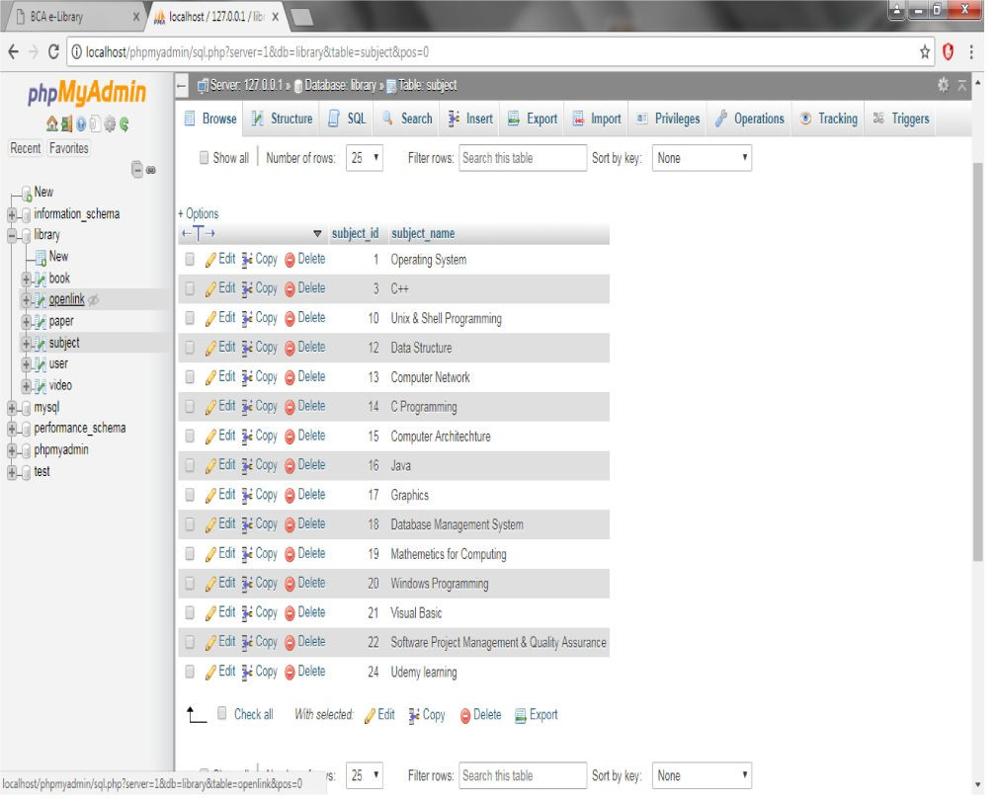 BCA e-Library
localhost / 127.0.0.1 / libr
localhost/phpmyadmin/sql.php?server=1&db=library&table=subject&pos=0
phpMyAdmin
Recent Favorites
New
information_schema
library
New
book
openlink
paper
subject
user
video
mysql
performance_schema
phpmyadmin
test
Server: 127.0.0.1 » Database: library » Table: subject
Browse Structure SQL Search Insert Export Import Privileges Operations Tracking Triggers
Show all Number of rows: 25 Filter rows: Search this table Sort by key: None
+ Options
subject_id subject_name
Edit Copy Delete 1 Operating System
Edit Copy Delete 3 C++
Edit Copy Delete 10 Unix & Shell Programming
Edit Copy Delete 12 Data Structure
Edit Copy Delete 13 Computer Network
Edit Copy Delete 14 C Programming
Edit Copy Delete 15 Computer Architechture
Edit Copy Delete 16 Java
Edit Copy Delete 17 Graphics
Edit Copy Delete 18 Database Management System
Edit Copy Delete 19 Mathemetics for Computing
Edit Copy Delete 20 Windows Programming
Edit Copy Delete 21 Visual Basic
Edit Copy Delete 22 Software Project Management & Quality Assurance
Edit Copy Delete 24 Udemy learning
Check all With selected: Edit Copy Delete Export
25 Filter rows: Search this table Sort by key: None
localhost/phpmyadmin/sql.php?server=1&db=library&table=openlink&pos=0